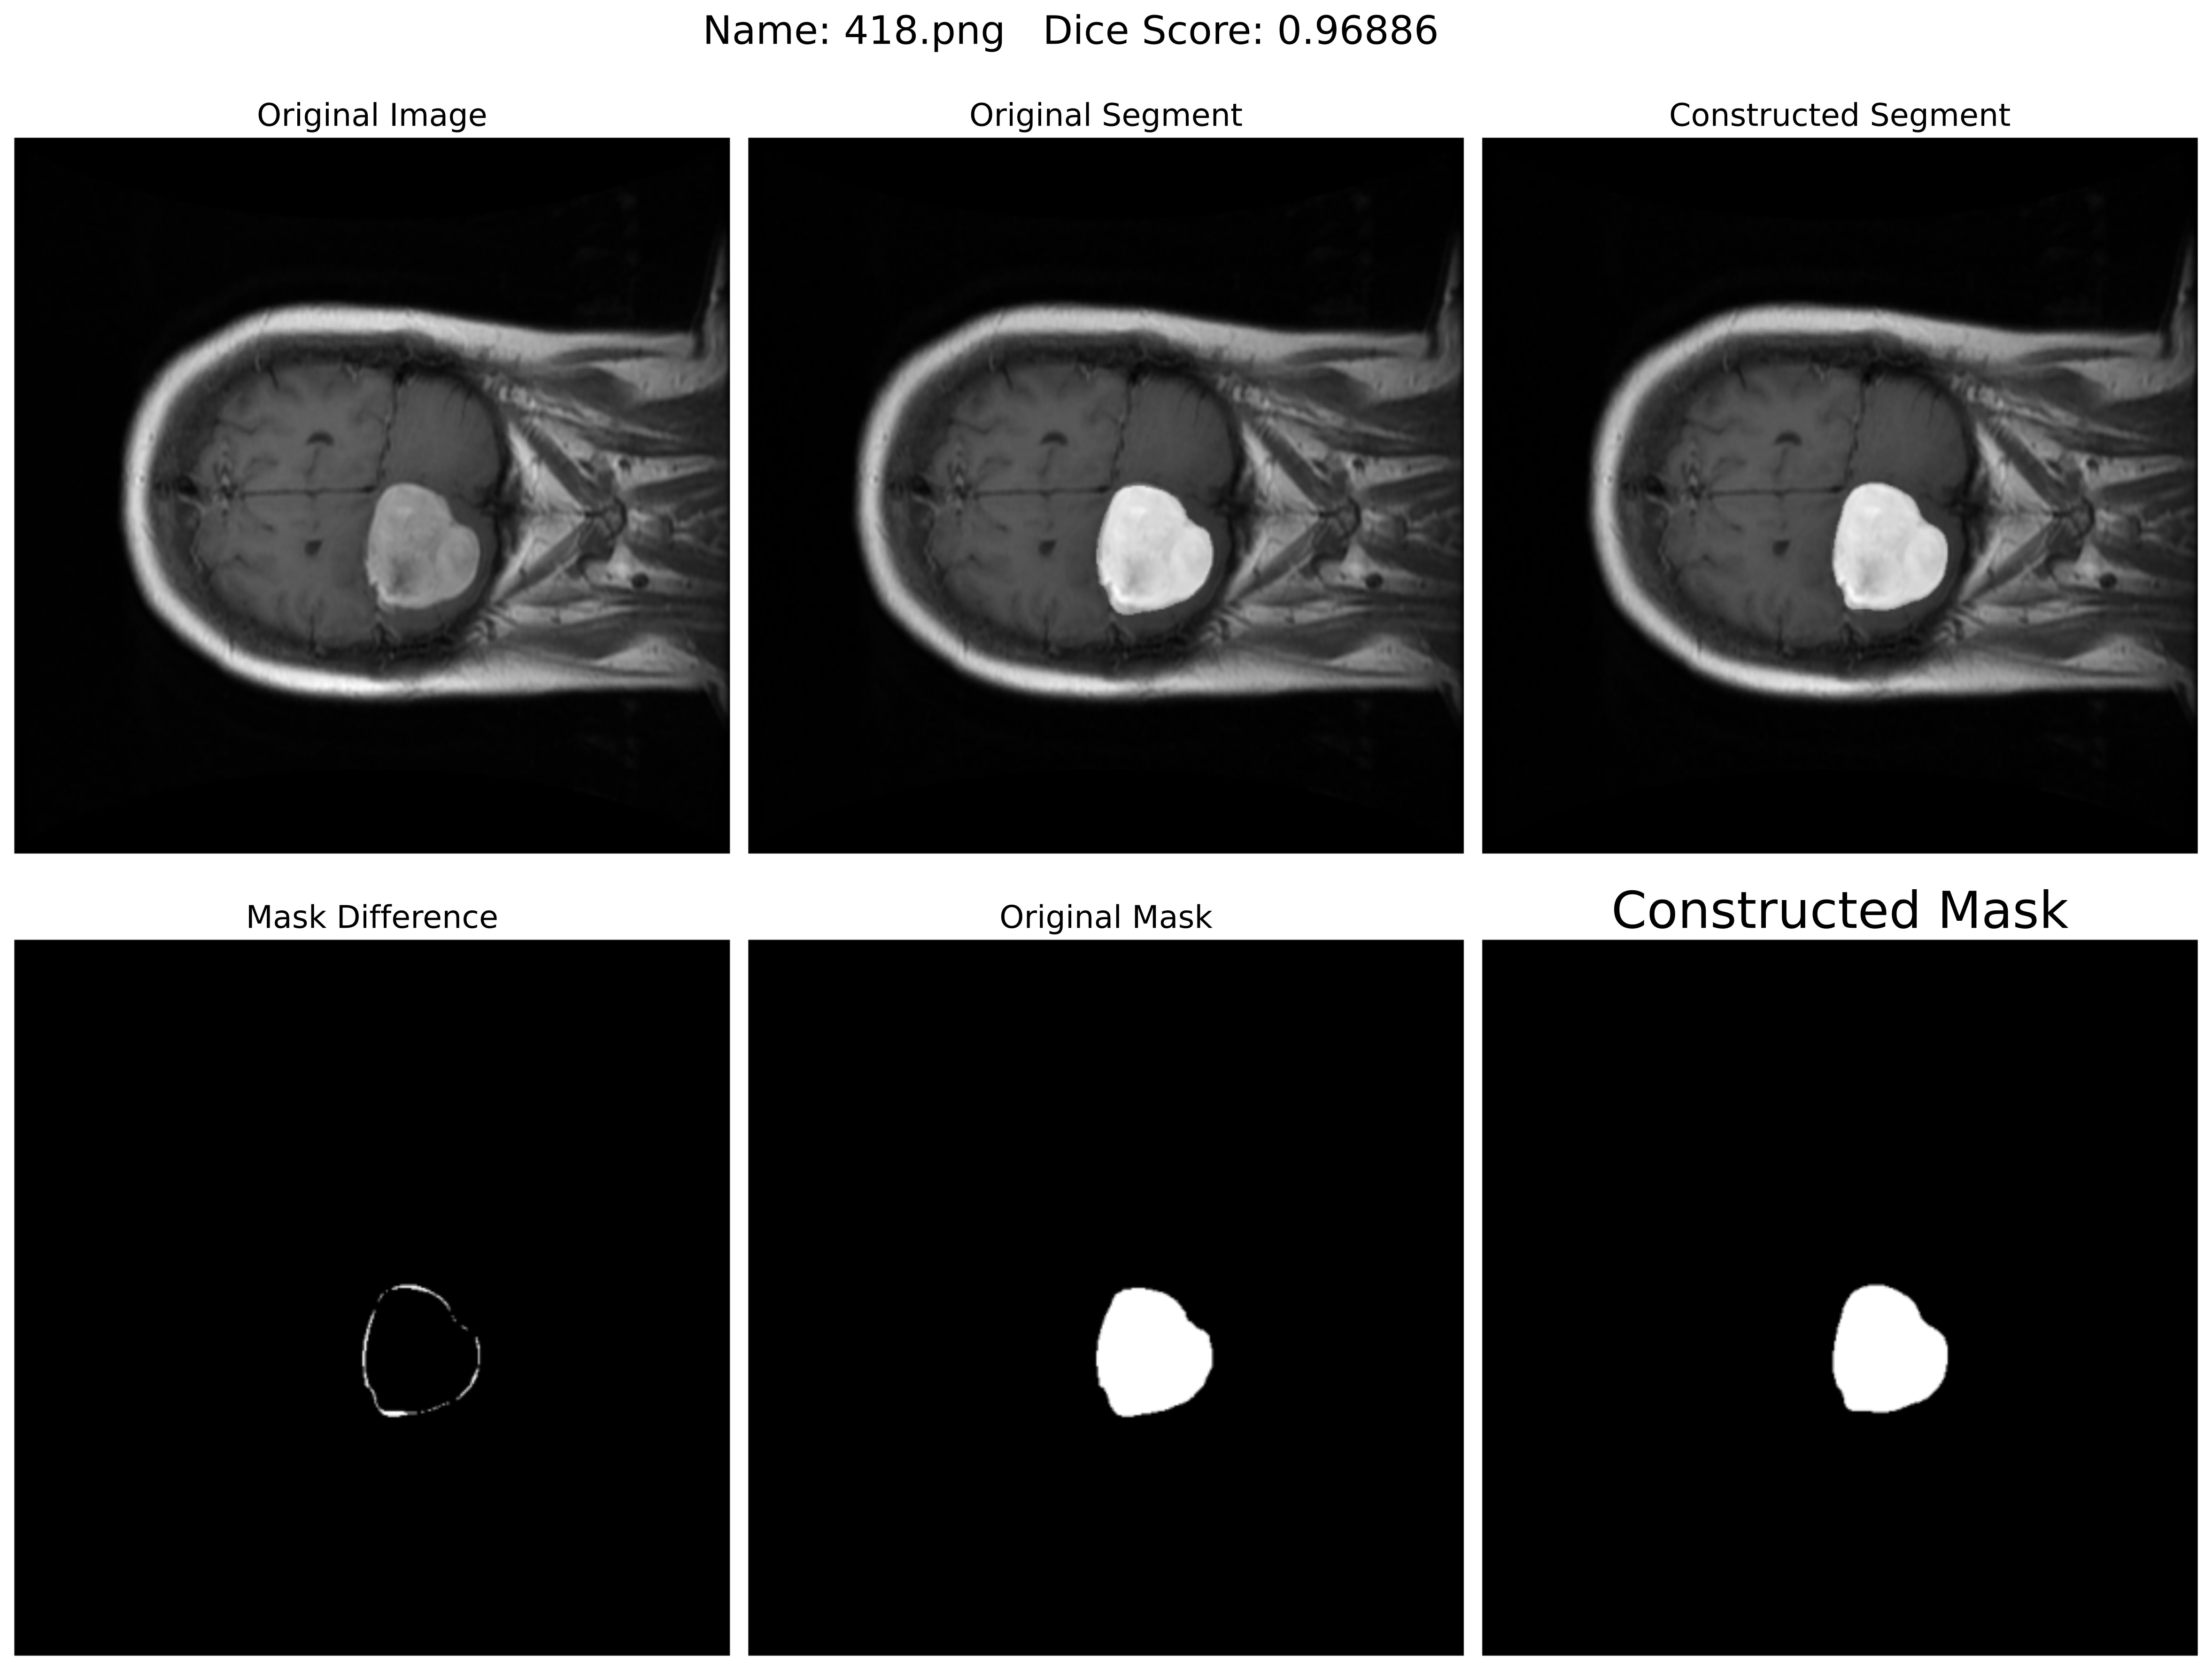 Name: 418.png   Dice Score: 0.96886
Original Image
Original Segment
Constructed Segment
Mask Difference
Original Mask
Constructed Mask